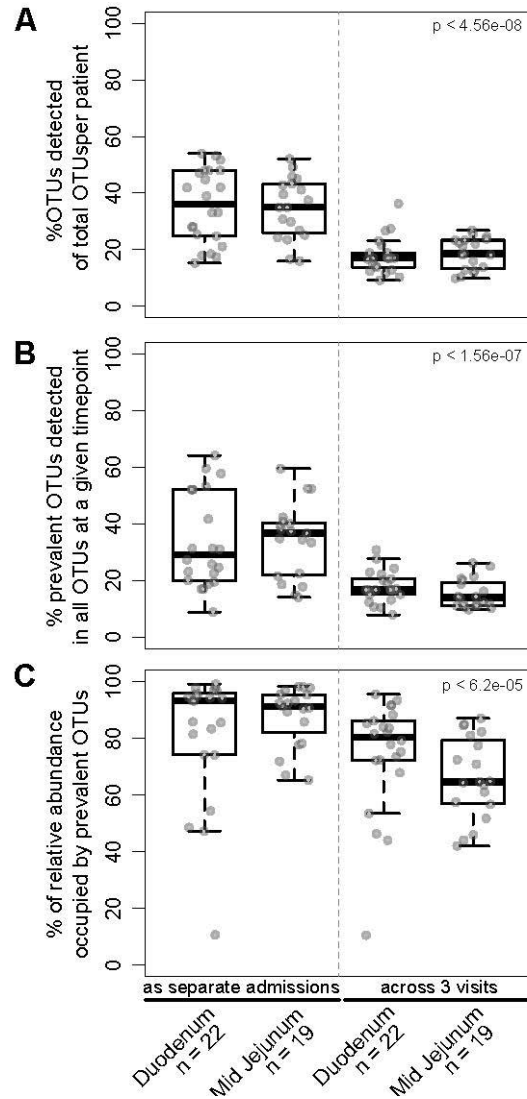 A
p < 4.56e-08
%OTUs detected
of total OTUsper patient
100
80
60
40
20
0
B
p < 1.56e-07
% prevalent OTUs detected
in all OTUs at a given timepoint
100
80
60
40
20
0
C
p < 6.2e-05
% of relative abundance
occupied by prevalent OTUs
100
80
60
40
20
0
as separate admissions
across 3 visits
Duodenum
n = 22
Mid Jejunum
n = 19
Duodenum
n = 22
Mid Jejunum
n = 19